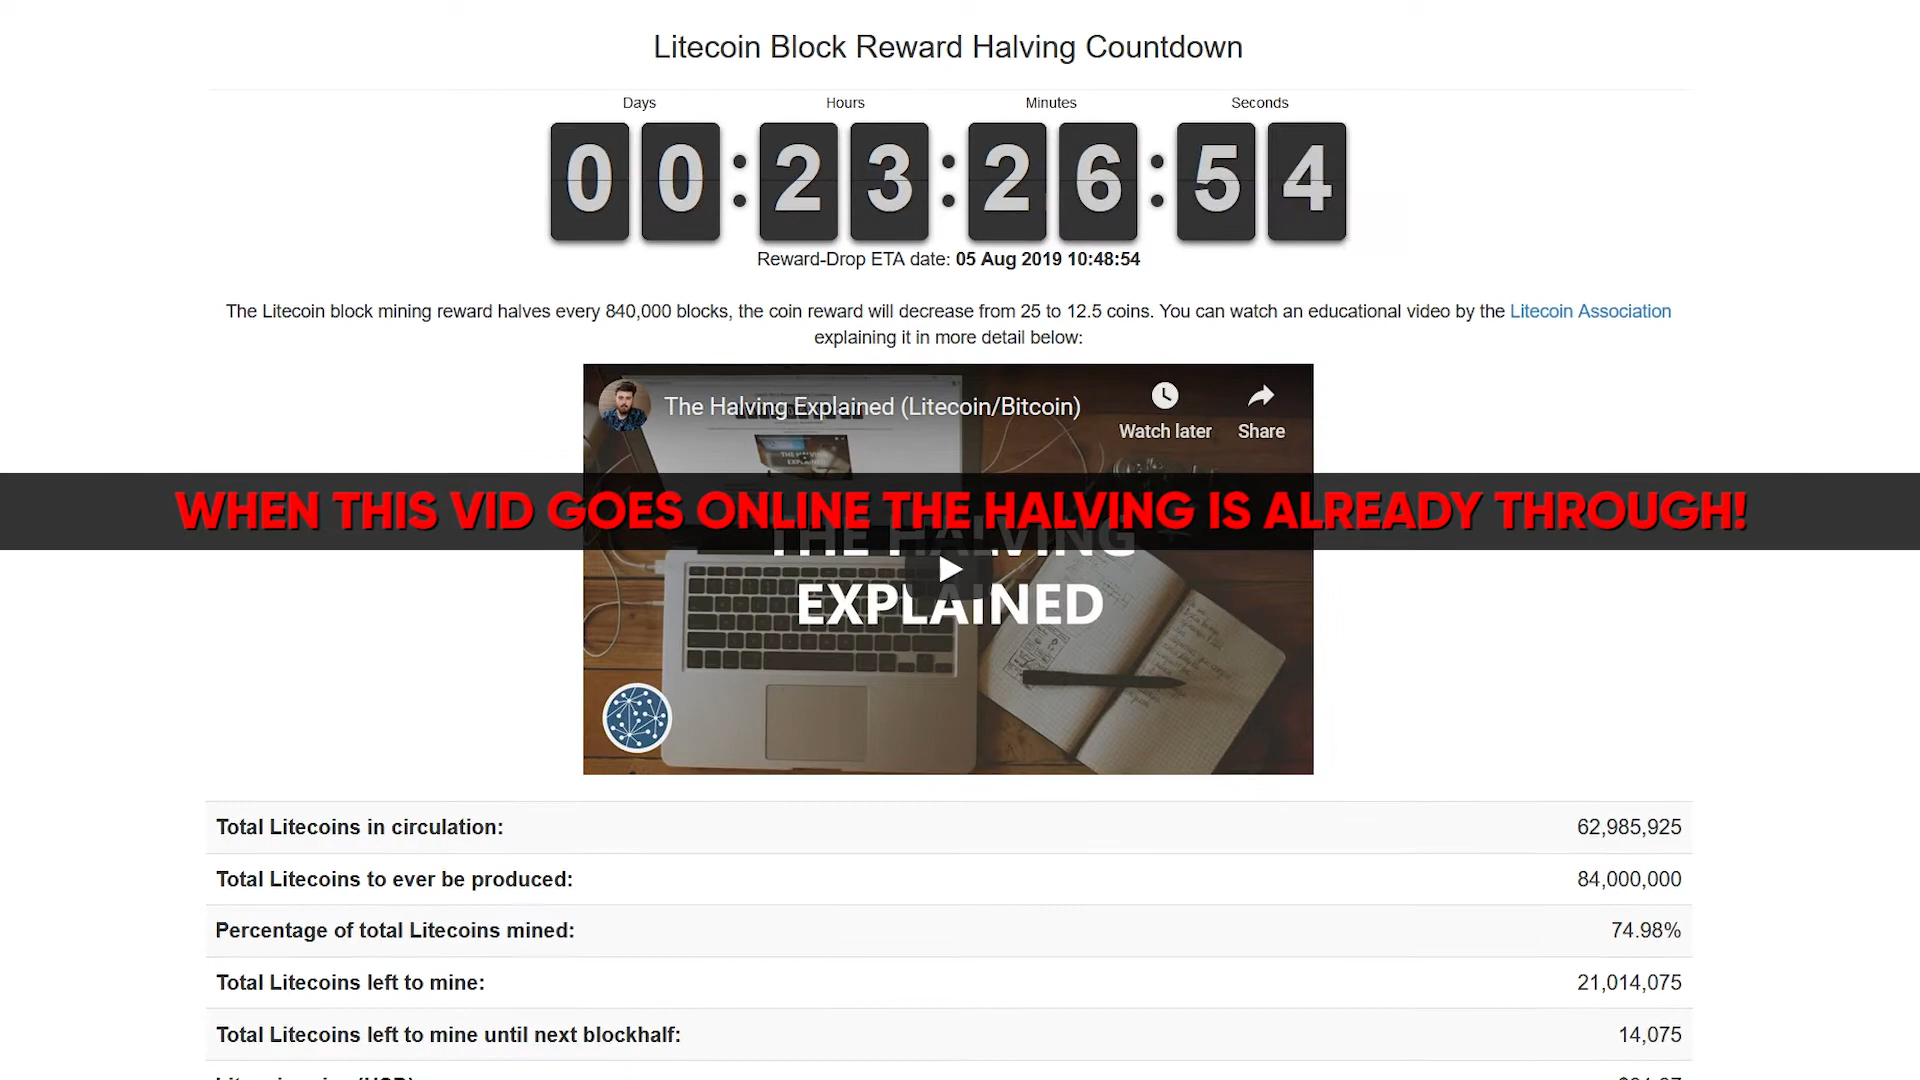 Litecoin Block Reward Halving Countdown
Days Hours Minutes Seconds
00:23:26:54
Reward-Drop ETA date: 05 Aug 2019 10:48:54
The Litecoin block mining reward halves every 840,000 blocks, the coin reward will decrease from 25 to 12.5 coins. You can watch an educational video by the Litecoin Association
explaining it in more detail below:
The Halving Explained (Litecoin/Bitcoin)
Watch later
Share
WHEN THIS VID GOES ONLINE THE HALVING IS ALREADY THROUGH!
THE HALVING
EXPLAINED
Total Litecoins in circulation: 62,985,925
Total Litecoins to ever be produced: 84,000,000
Percentage of total Litecoins mined: 74.98%
Total Litecoins left to mine: 21,014,075
Total Litecoins left to mine until next blockhalf: 14,075